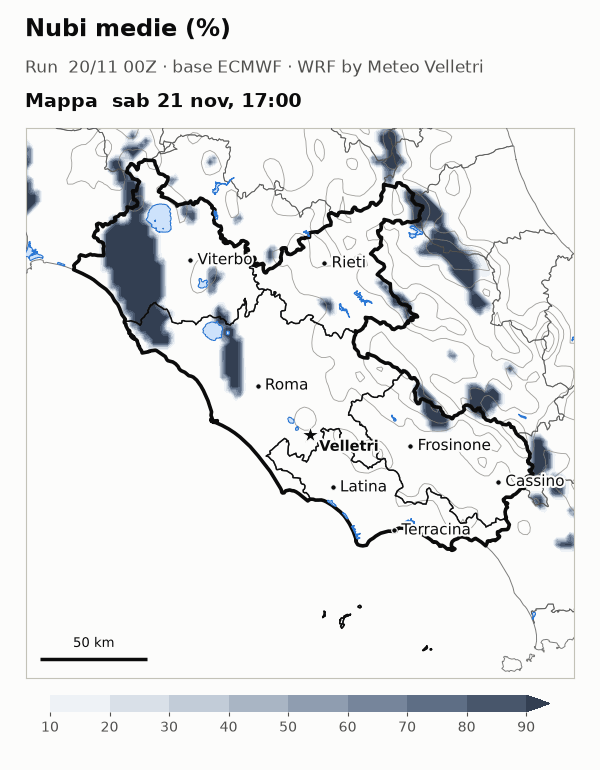 Nubi medie (%)
Run  20/11 00Z · base ECMWF · WRF by Meteo Velletri
Mappa  sab 21 nov, 17:00
Viterbo
Rieti
Roma
Velletri
Frosinone
Latina
Cassino
Terracina
50 km
10 20 30 40 50 60 70 80 90